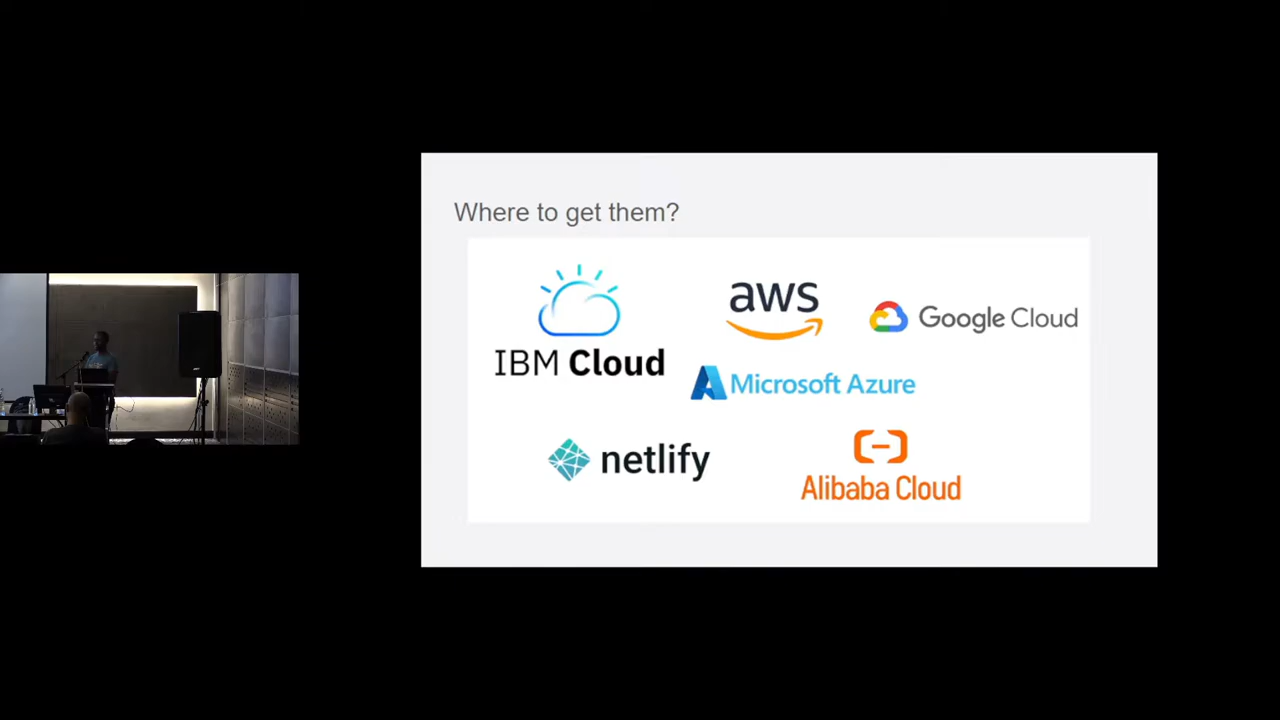 Where to get them?
IBM Cloud
aws
Google Cloud
Microsoft Azure
netlify
Alibaba Cloud